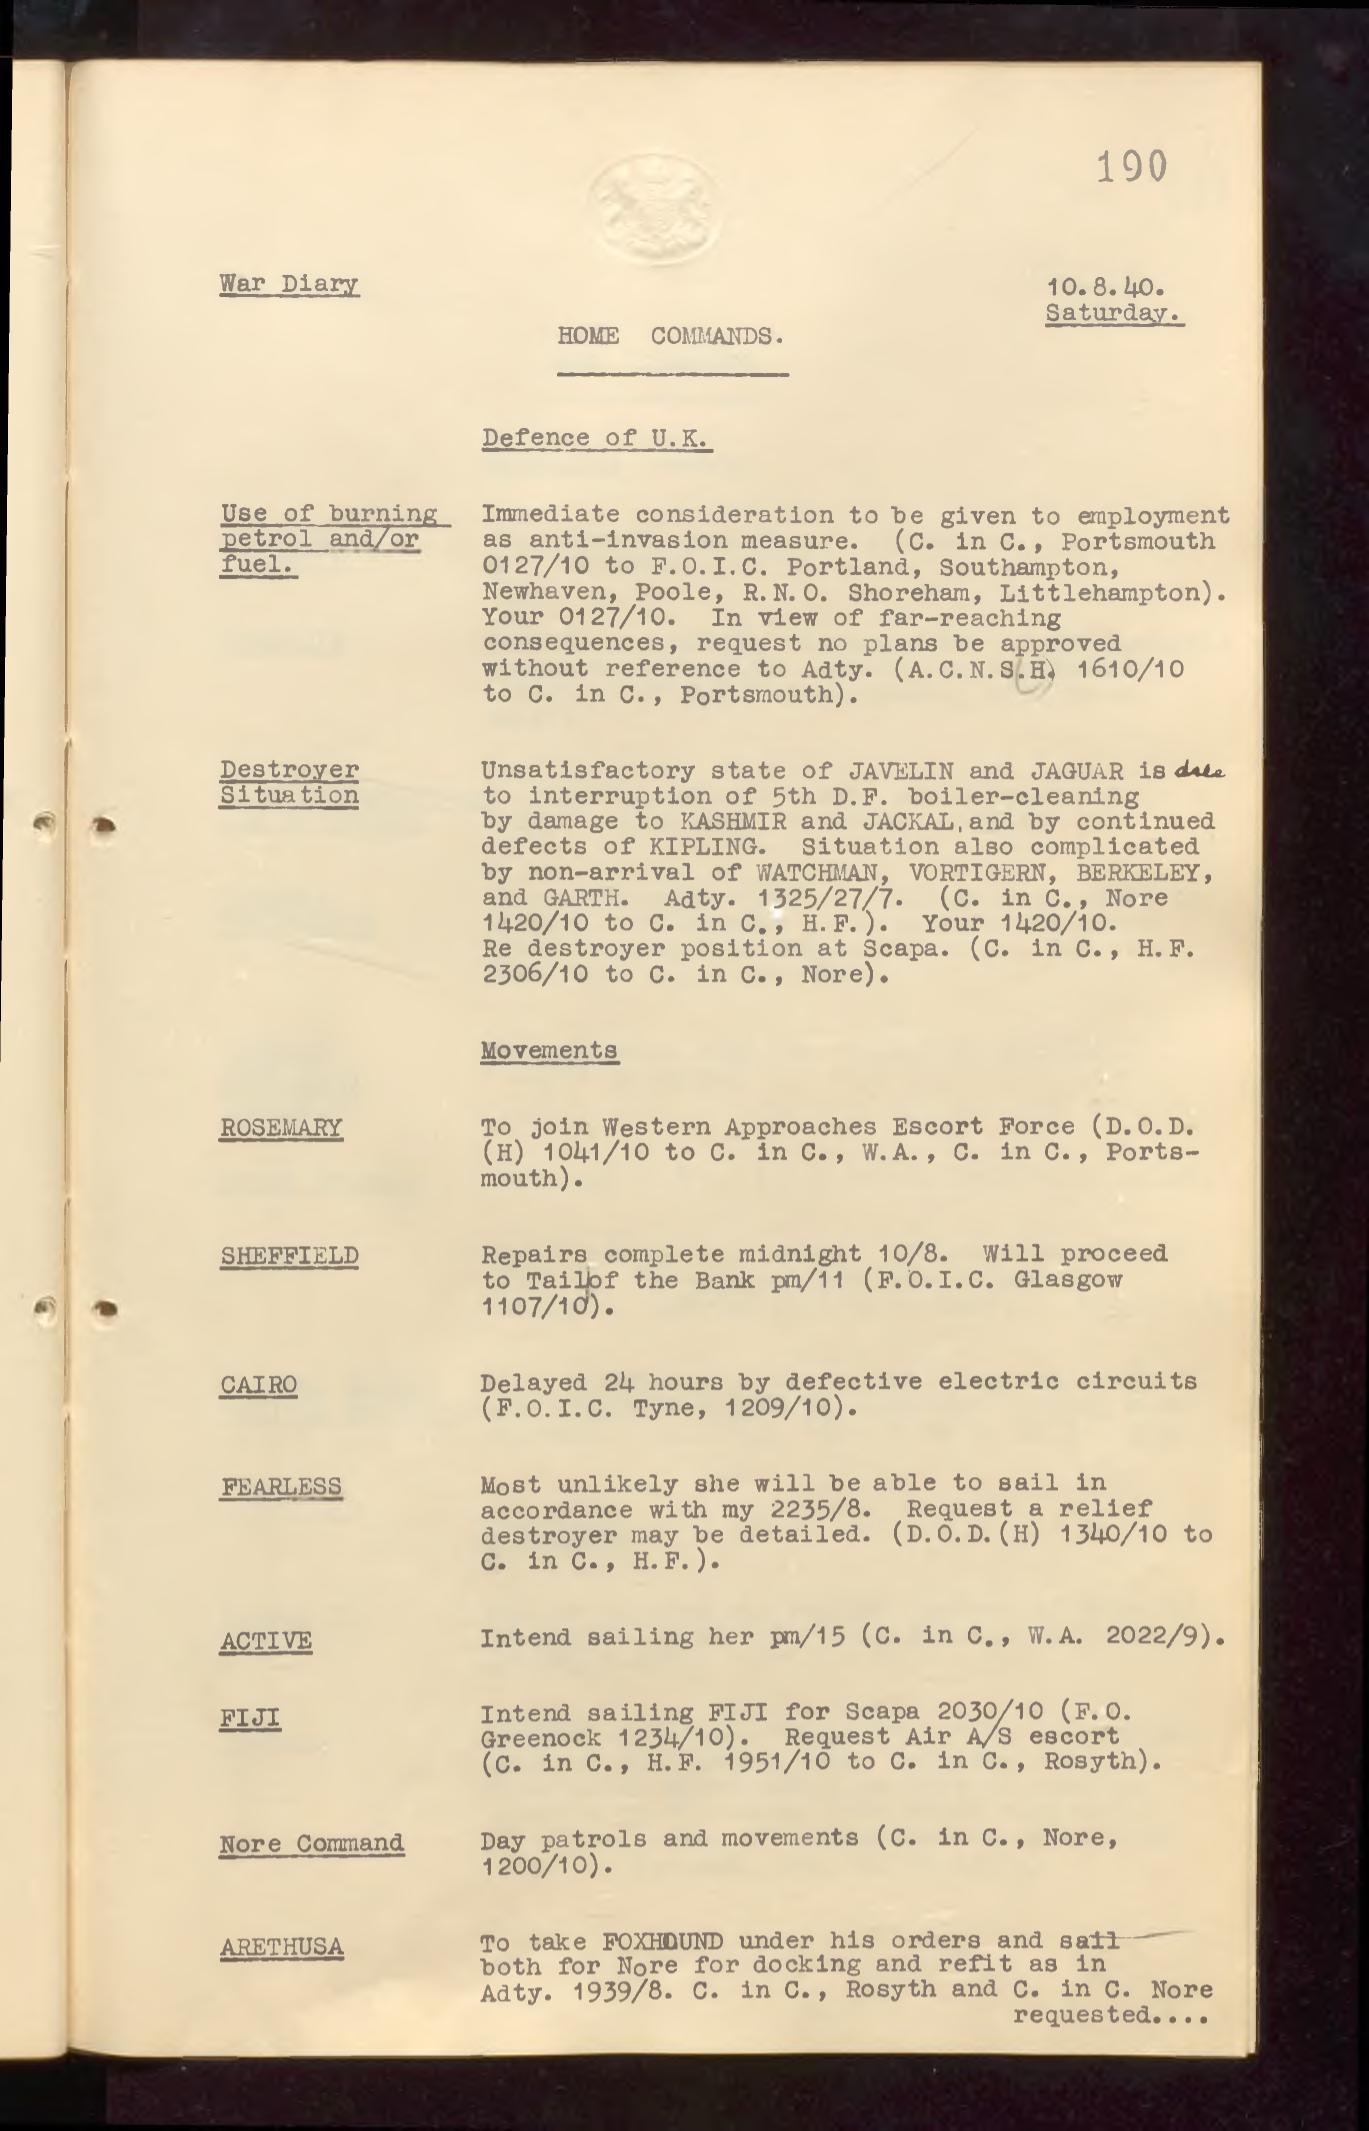 190
War Diary
10.8.40.
Saturday.
HOME COMMANDS.
Defence of U.K.
Use of burning petrol and/or fuel.
Immediate consideration to be given to employment
as anti-invasion measure. (C. in C., Portsmouth
0127/10 to F.O.I.C. Portland, Southampton,
Newhaven, Poole, R.N.O. Shoreham, Littlehampton).
Your 0127/10. In view of far-reaching
consequences, request no plans be approved
without reference to Adty. (A.C.N.S.H) 1610/10
to C. in C., Portsmouth).
Destroyer Situation
Unsatisfactory state of JAVELIN and JAGUAR is due
to interruption of 5th D.F. boiler-cleaning
by damage to KASHMIR and JACKAL, and by continued
defects of KIPLING. Situation also complicated
by non-arrival of WATCHMAN, VORTIGERN, BERKELEY,
and GARTH. Adty. 1325/27/7. (C. in C., Nore
1420/10 to C. in C., H.F.). Your 1420/10.
Re destroyer position at Scapa. (C. in C., H.F.
2306/10 to C. in C., Nore).
Movements
ROSEMARY
To join Western Approaches Escort Force (D.O.D.
(H) 1041/10 to C. in C., W.A., C. in C., Ports-
mouth).
SHEFFIELD
Repairs complete midnight 10/8. Will proceed
to Tail of the Bank pm/11 (F.O.I.C. Glasgow
1107/10).
CAIRO
Delayed 24 hours by defective electric circuits
(F.O.I.C. Tyne, 1209/10).
FEARLESS
Most unlikely she will be able to sail in
accordance with my 2235/8. Request a relief
destroyer may be detailed. (D.O.D.(H) 1340/10 to
C. in C., H.F.).
ACTIVE
Intend sailing her pm/15 (C. in C., W.A. 2022/9).
FIJI
Intend sailing FIJI for Scapa 2030/10 (F.O.
Greenock 1234/10). Request Air A/S escort
(C. in C., H.F. 1951/10 to C. in C., Rosyth).
Nore Command
Day patrols and movements (C. in C., Nore,
1200/10).
ARETHUSA
To take FOXHOUND under his orders and sail
both for Nore for docking and refit as in
Adty. 1939/8. C. in C., Rosyth and C. in C. Nore
requested....